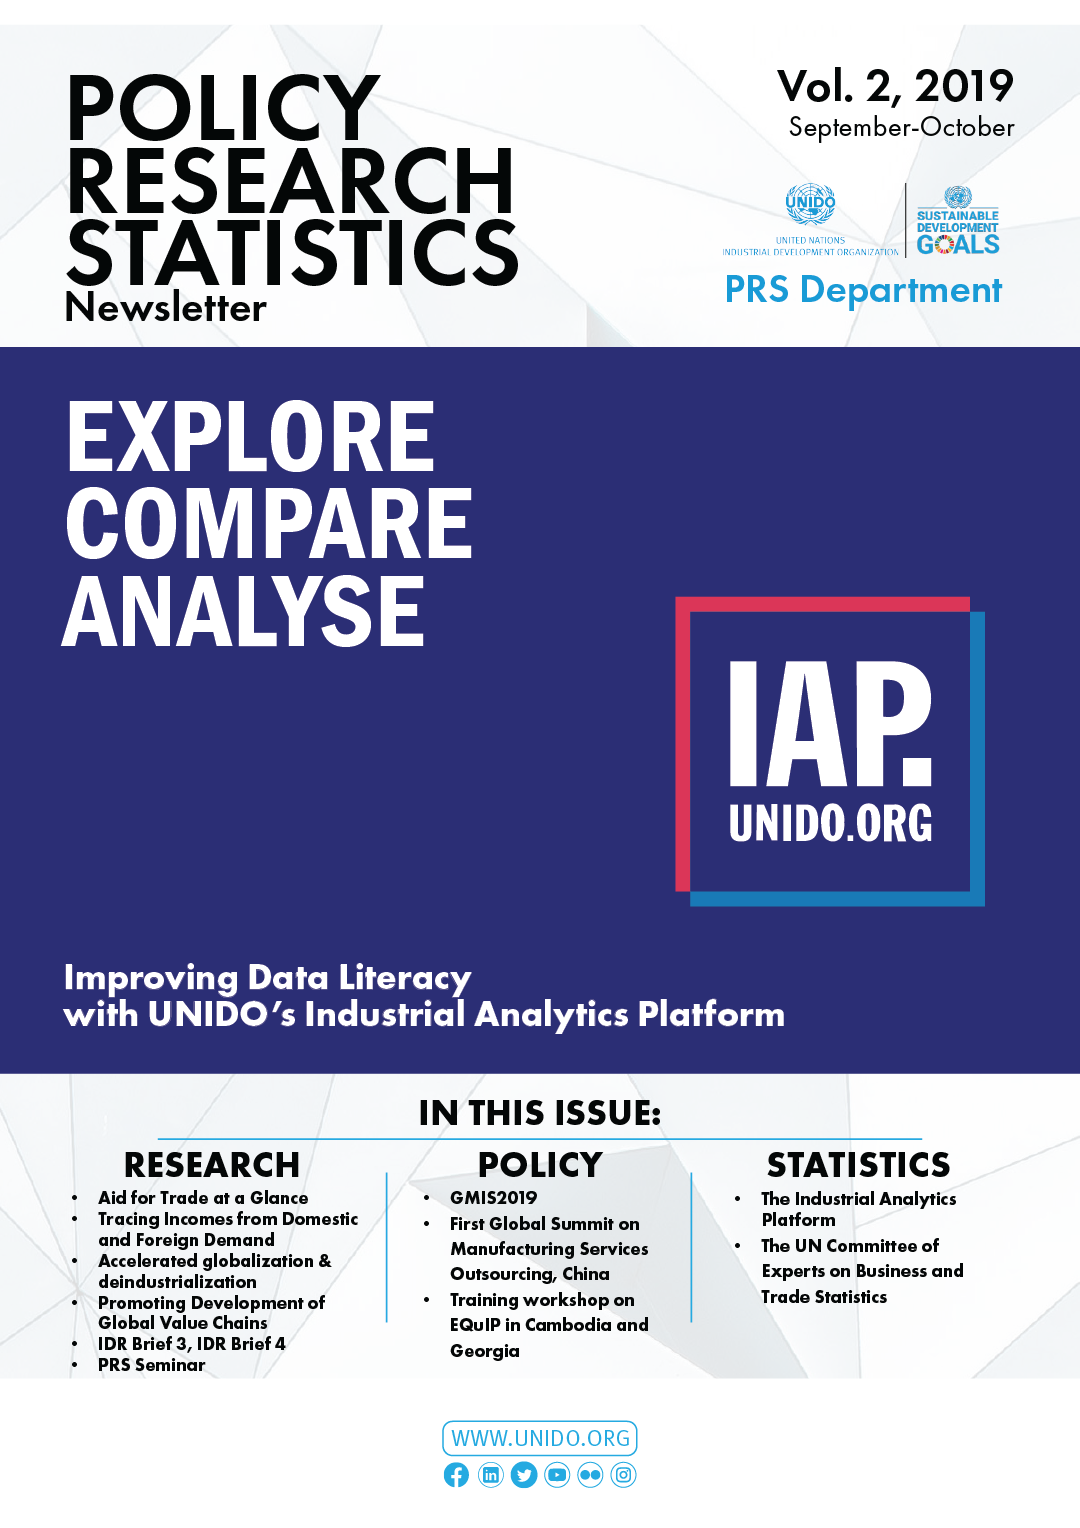 POLICY
RESEARCH
STATISTICS
Newsletter
Vol. 2, 2019
September-October
UNIDO
UNITED NATIONS
INDUSTRIAL DEVELOPMENT ORGANIZATION
SUSTAINABLE
DEVELOPMENT
GOALS
PRS Department
EXPLORE
COMPARE
ANALYSE
IAP.
UNIDO.ORG
Improving Data Literacy
with UNIDO's Industrial Analytics Platform
IN THIS ISSUE:
RESEARCH
• Aid for Trade at a Glance
• Tracing Incomes from Domestic
and Foreign Demand
• Accelerated globalization &
deindustrialization
• Promoting Development of
Global Value Chains
• IDR Brief 3, IDR Brief 4
• PRS Seminar
POLICY
• GMIS2019
• First Global Summit on
Manufacturing Services
Outsourcing, China
• Training workshop on
EQuIP in Cambodia and
Georgia
STATISTICS
• The Industrial Analytics
Platform
• The UN Committee of
Experts on Business and
Trade Statistics
WWW.UNIDO.ORG